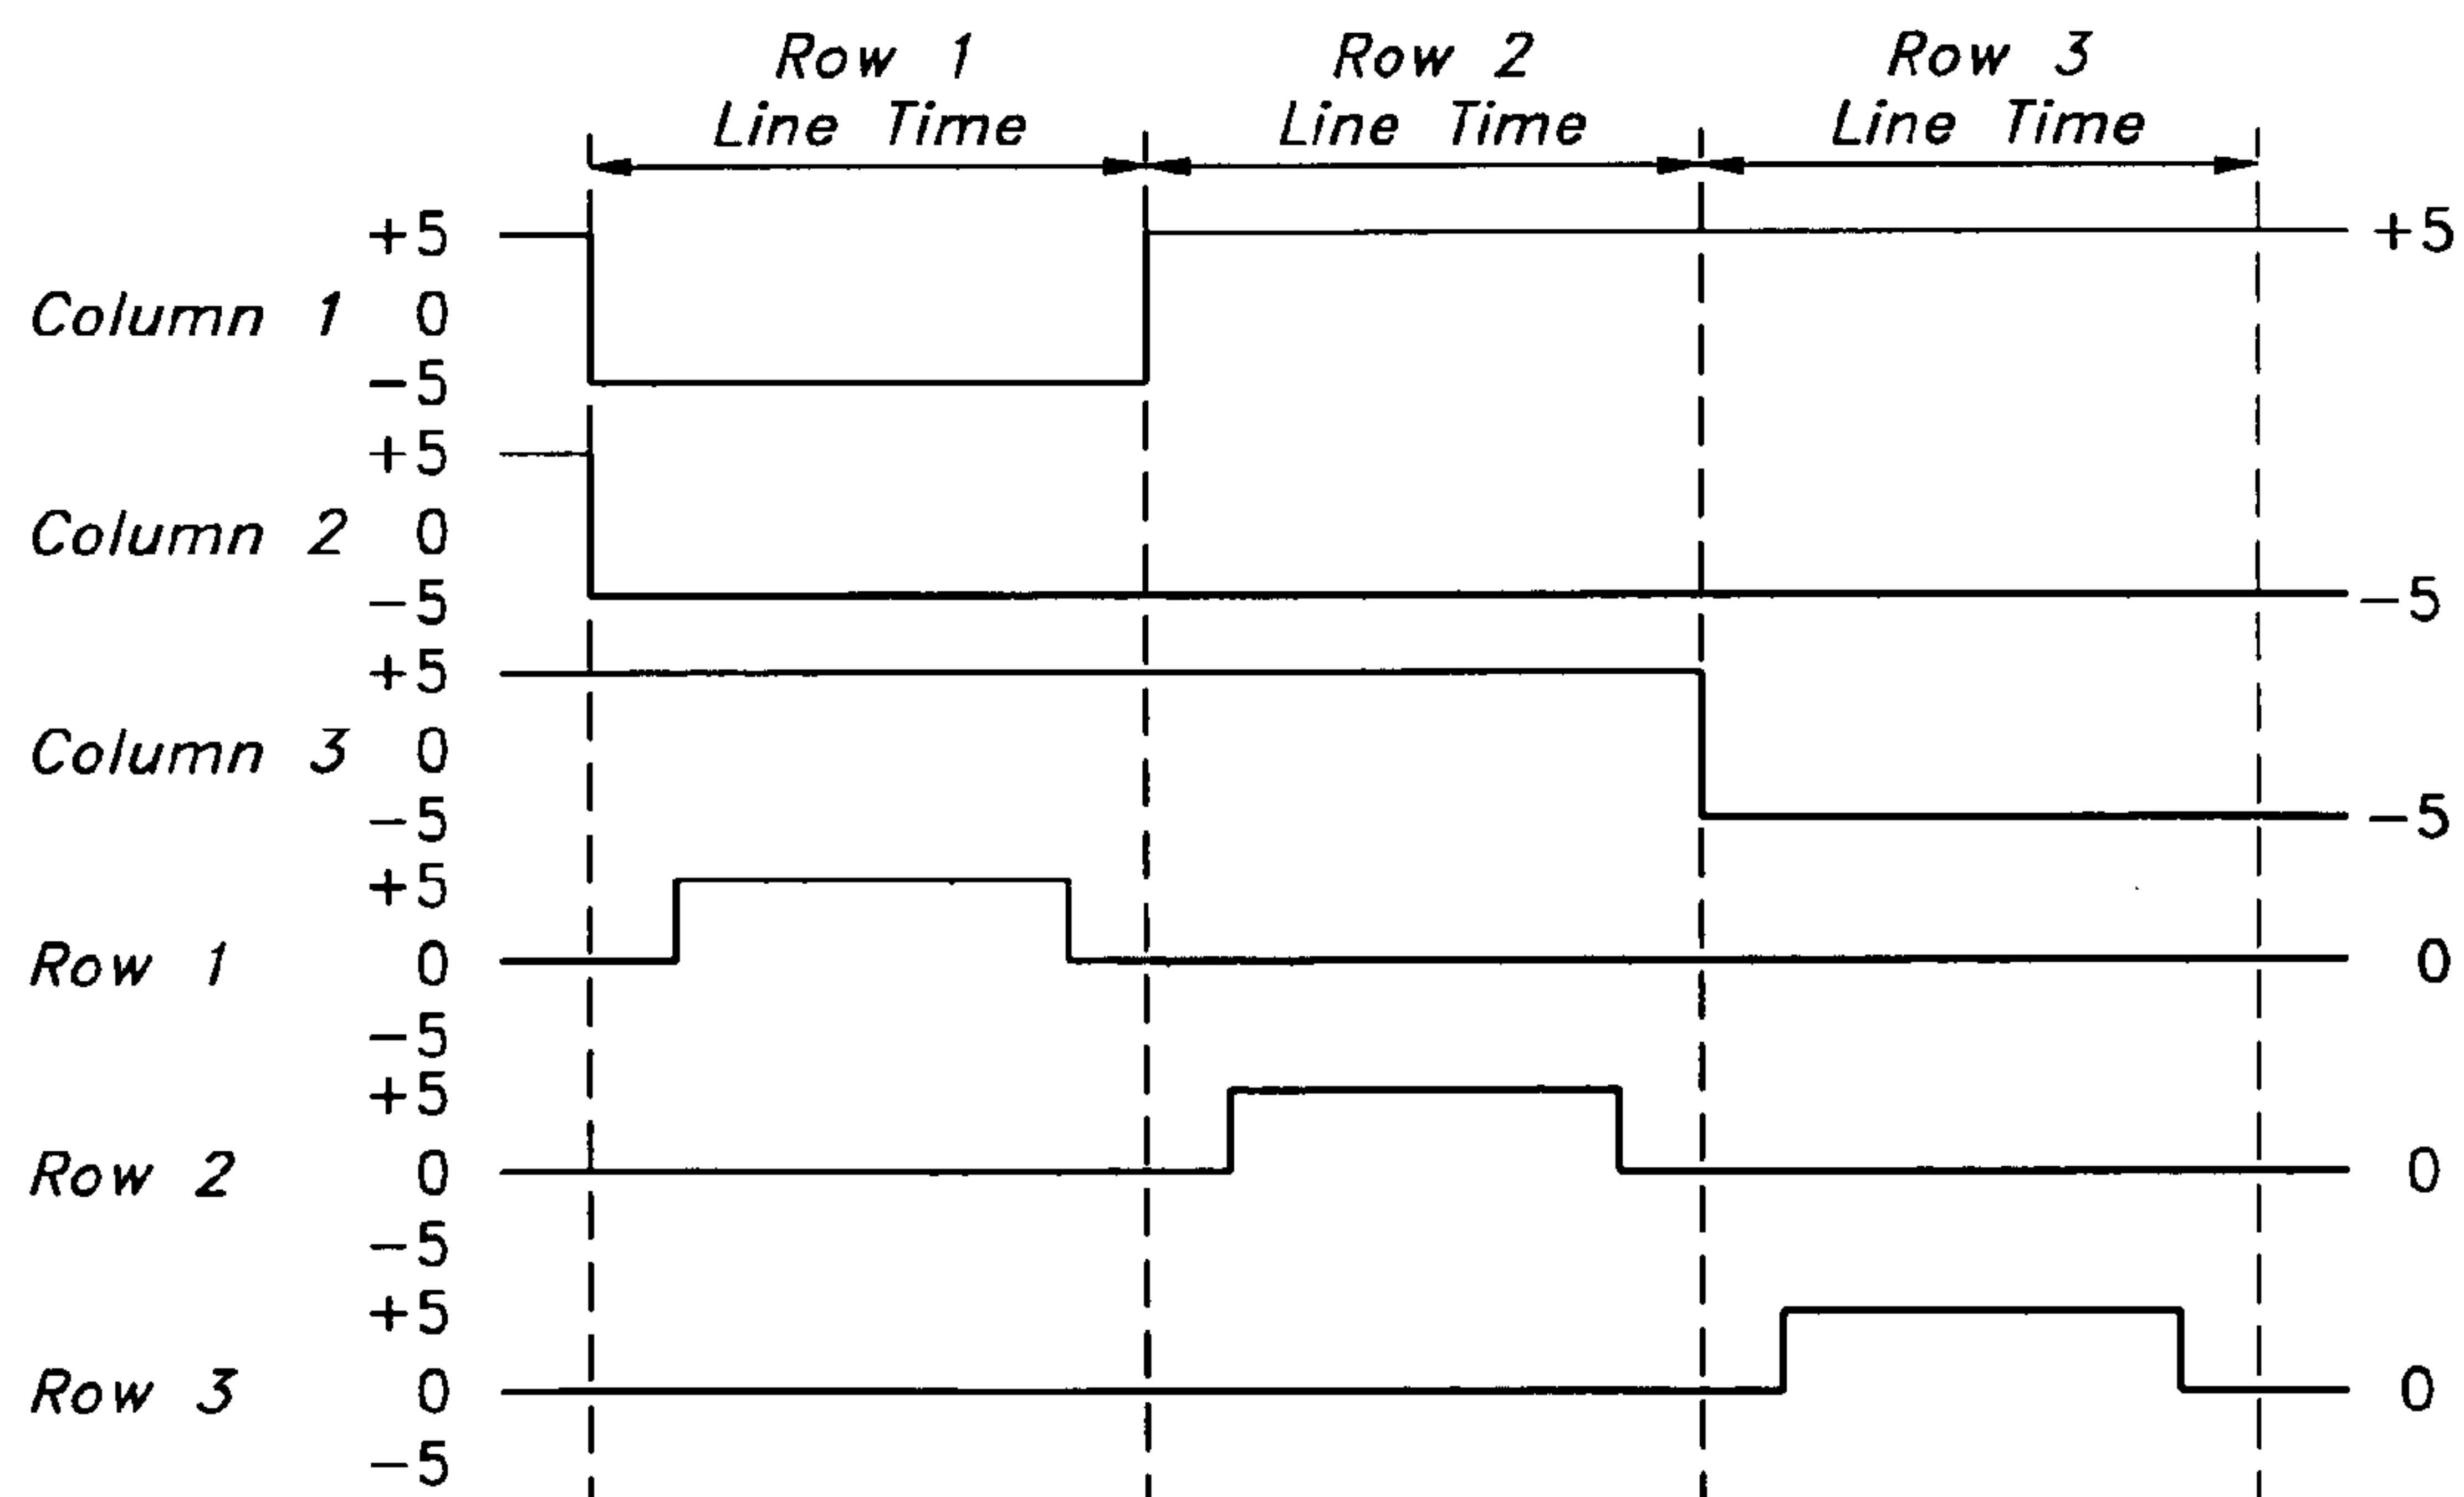 Row 1 Row 2 Row 3
Line Time Line Time Line Time
+5 +5
Column 1 0
-5
+5
Column 2 0
-5 -5
+5
Column 3 0
-5 -5
+5
Row 1 0 0
-5
+5
Row 2 0 0
-5
+5
Row 3 0 0
-5